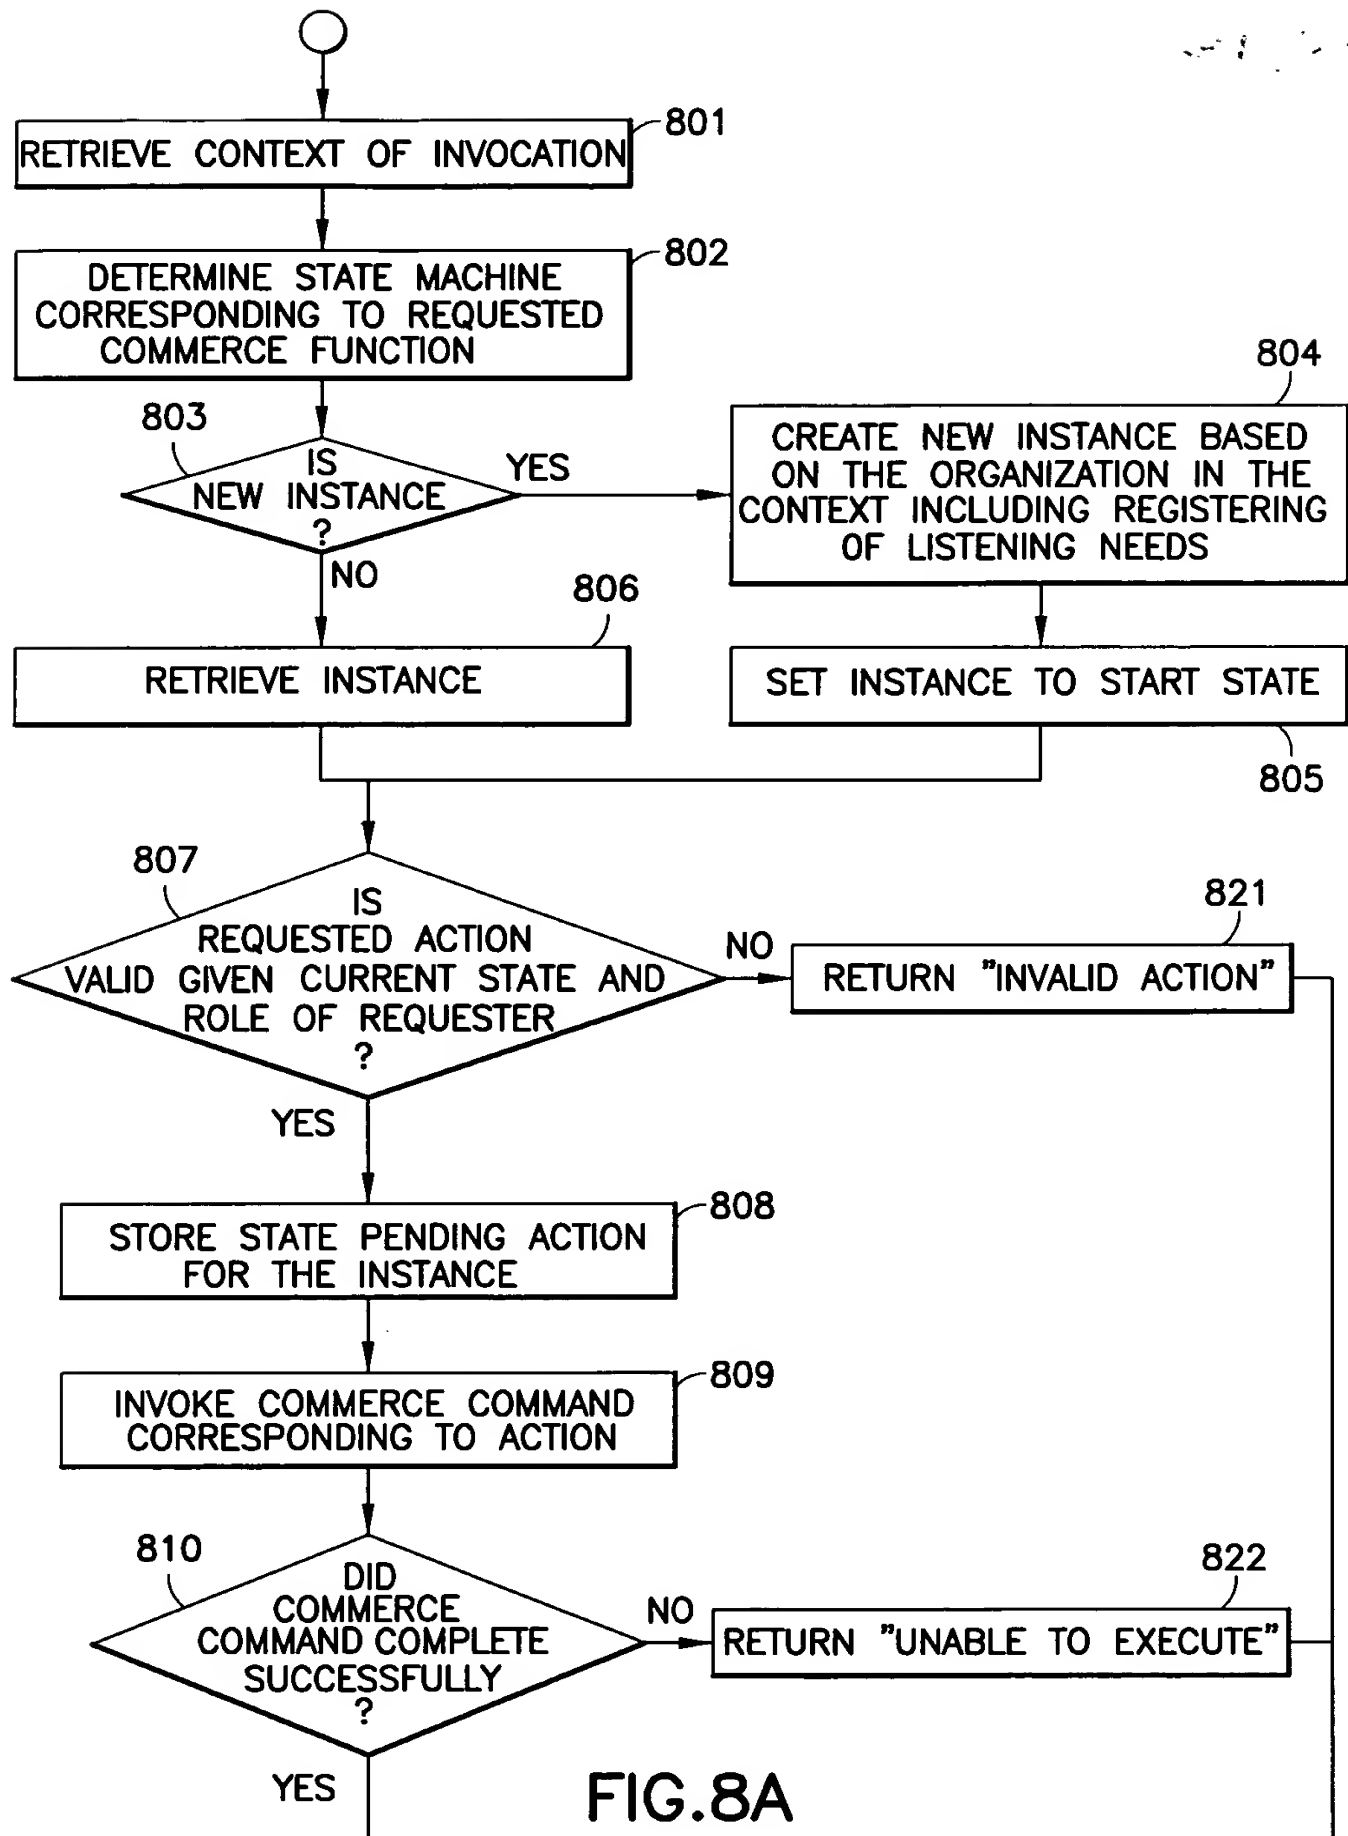 801
RETRIEVE CONTEXT OF INVOCATION
802
DETERMINE STATE MACHINE
CORRESPONDING TO REQUESTED
COMMERCE FUNCTION
803
IS
NEW INSTANCE
?
YES
NO
804
CREATE NEW INSTANCE BASED
ON THE ORGANIZATION IN THE
CONTEXT INCLUDING REGISTERING
OF LISTENING NEEDS
806
RETRIEVE INSTANCE
SET INSTANCE TO START STATE
805
807
IS
REQUESTED ACTION
VALID GIVEN CURRENT STATE AND
ROLE OF REQUESTER
?
NO
821
RETURN "INVALID ACTION"
YES
808
STORE STATE PENDING ACTION
FOR THE INSTANCE
809
INVOKE COMMERCE COMMAND
CORRESPONDING TO ACTION
810
DID
COMMERCE
COMMAND COMPLETE
SUCCESSFULLY
?
NO
822
RETURN "UNABLE TO EXECUTE"
YES
FIG.8A